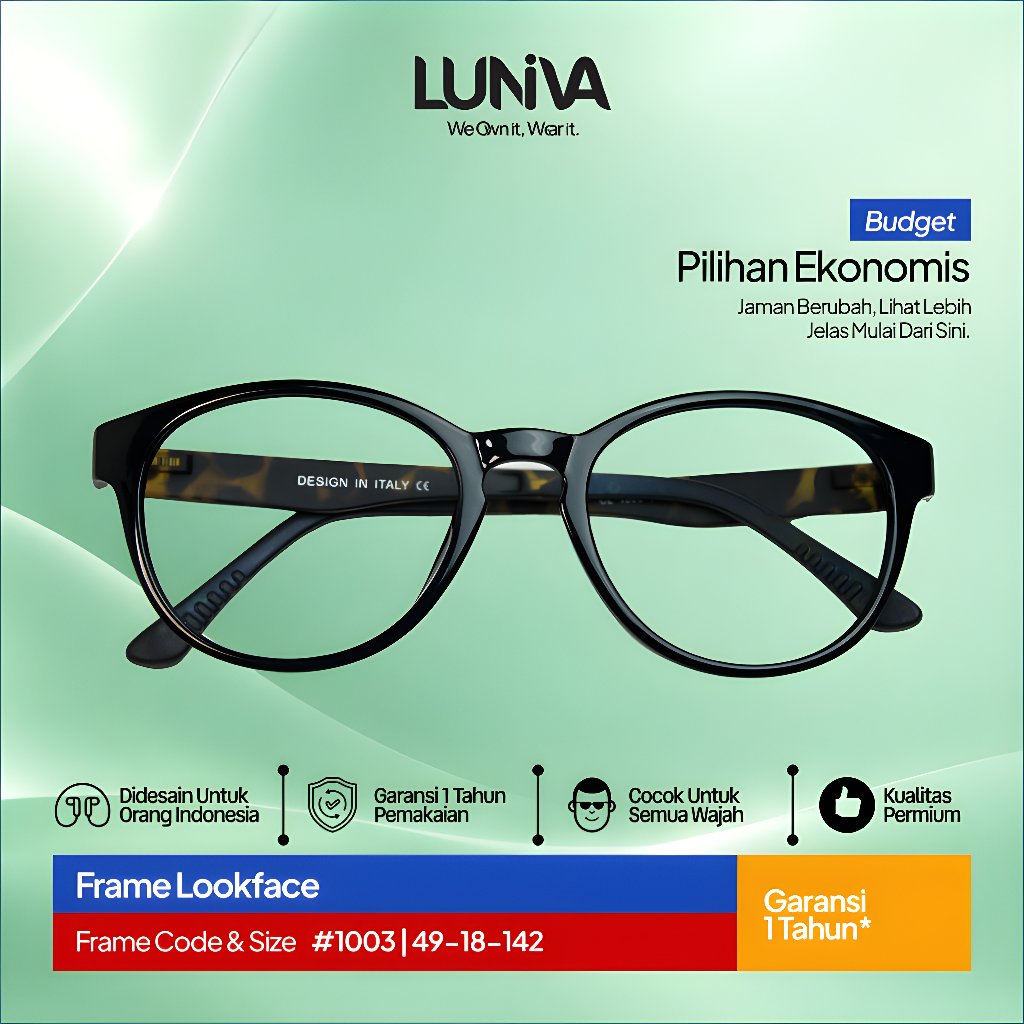 LUNiVA
We Own it, Wear it.
Budget
Pilihan Ekonomis
Jaman Berubah, Lihat Lebih
Jelas Mulai Dari Sini.
DESIGN IN ITALY CE
Didesain Untuk
Orang Indonesia
Garansi 1 Tahun
Pemakaian
Cocok Untuk
Semua Wajah
Kualitas
Permium
Frame Lookface
Frame Code & Size #1003 | 49-18-142
Garansi
1 Tahun*